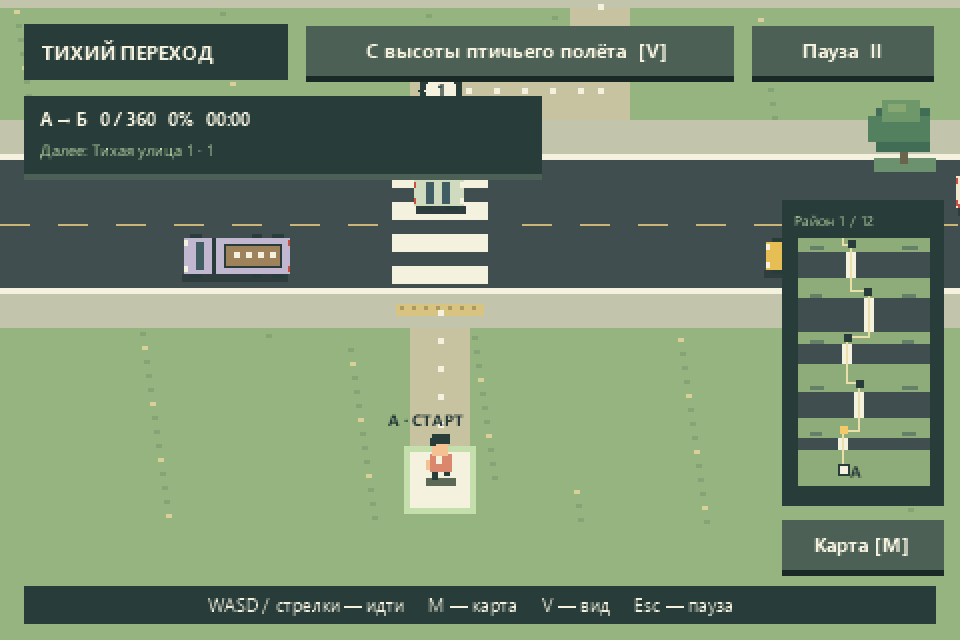 ТИХИЙ ПЕРЕХОД
С высоты птичьего полёта [V]
Пауза II
1
А — Б 0 / 360 0% 00:00
Далее: Тихая улица 1 · 1
Район 1 / 12
А
А · СТАРТ
Карта [M]
WASD / стрелки — идти M — карта V — вид Esc — пауза